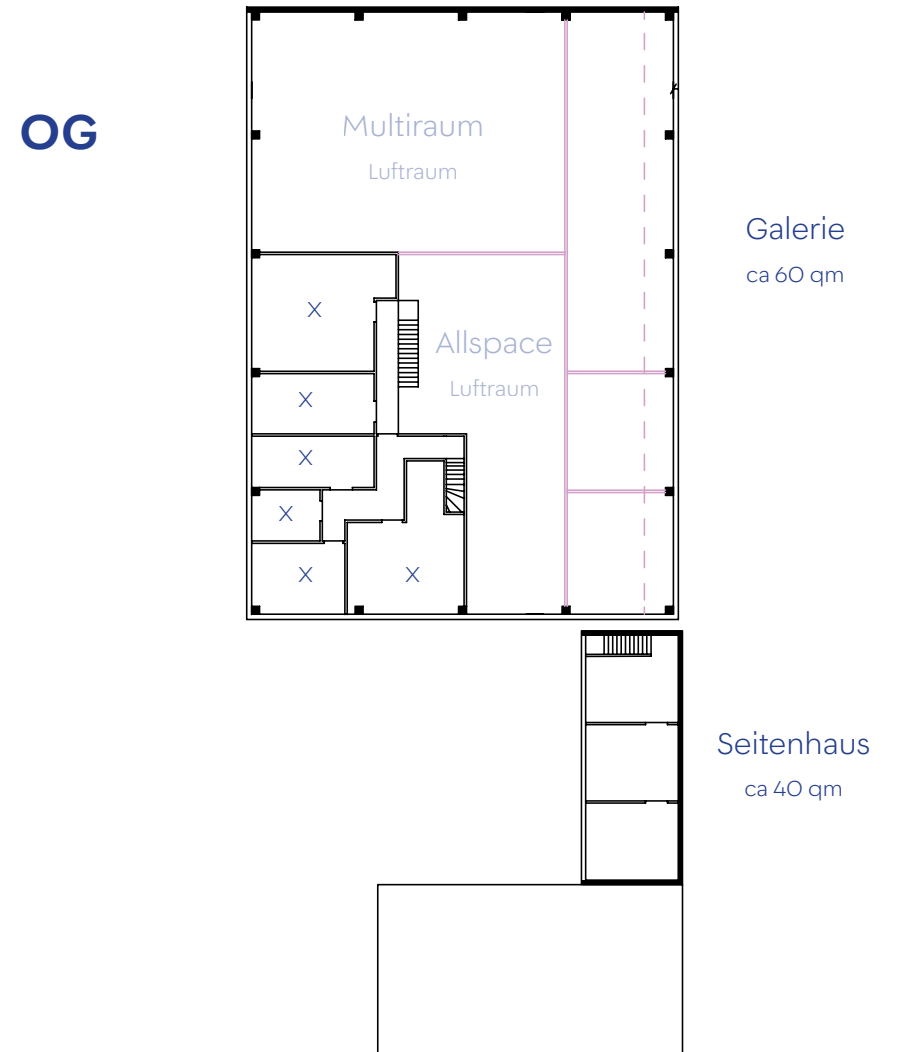 OG
Multiraum
Luftraum
Galerie
ca 60 qm
X
Allspace
Luftraum
X
X
X
X
X
Seitenhaus
ca 40 qm